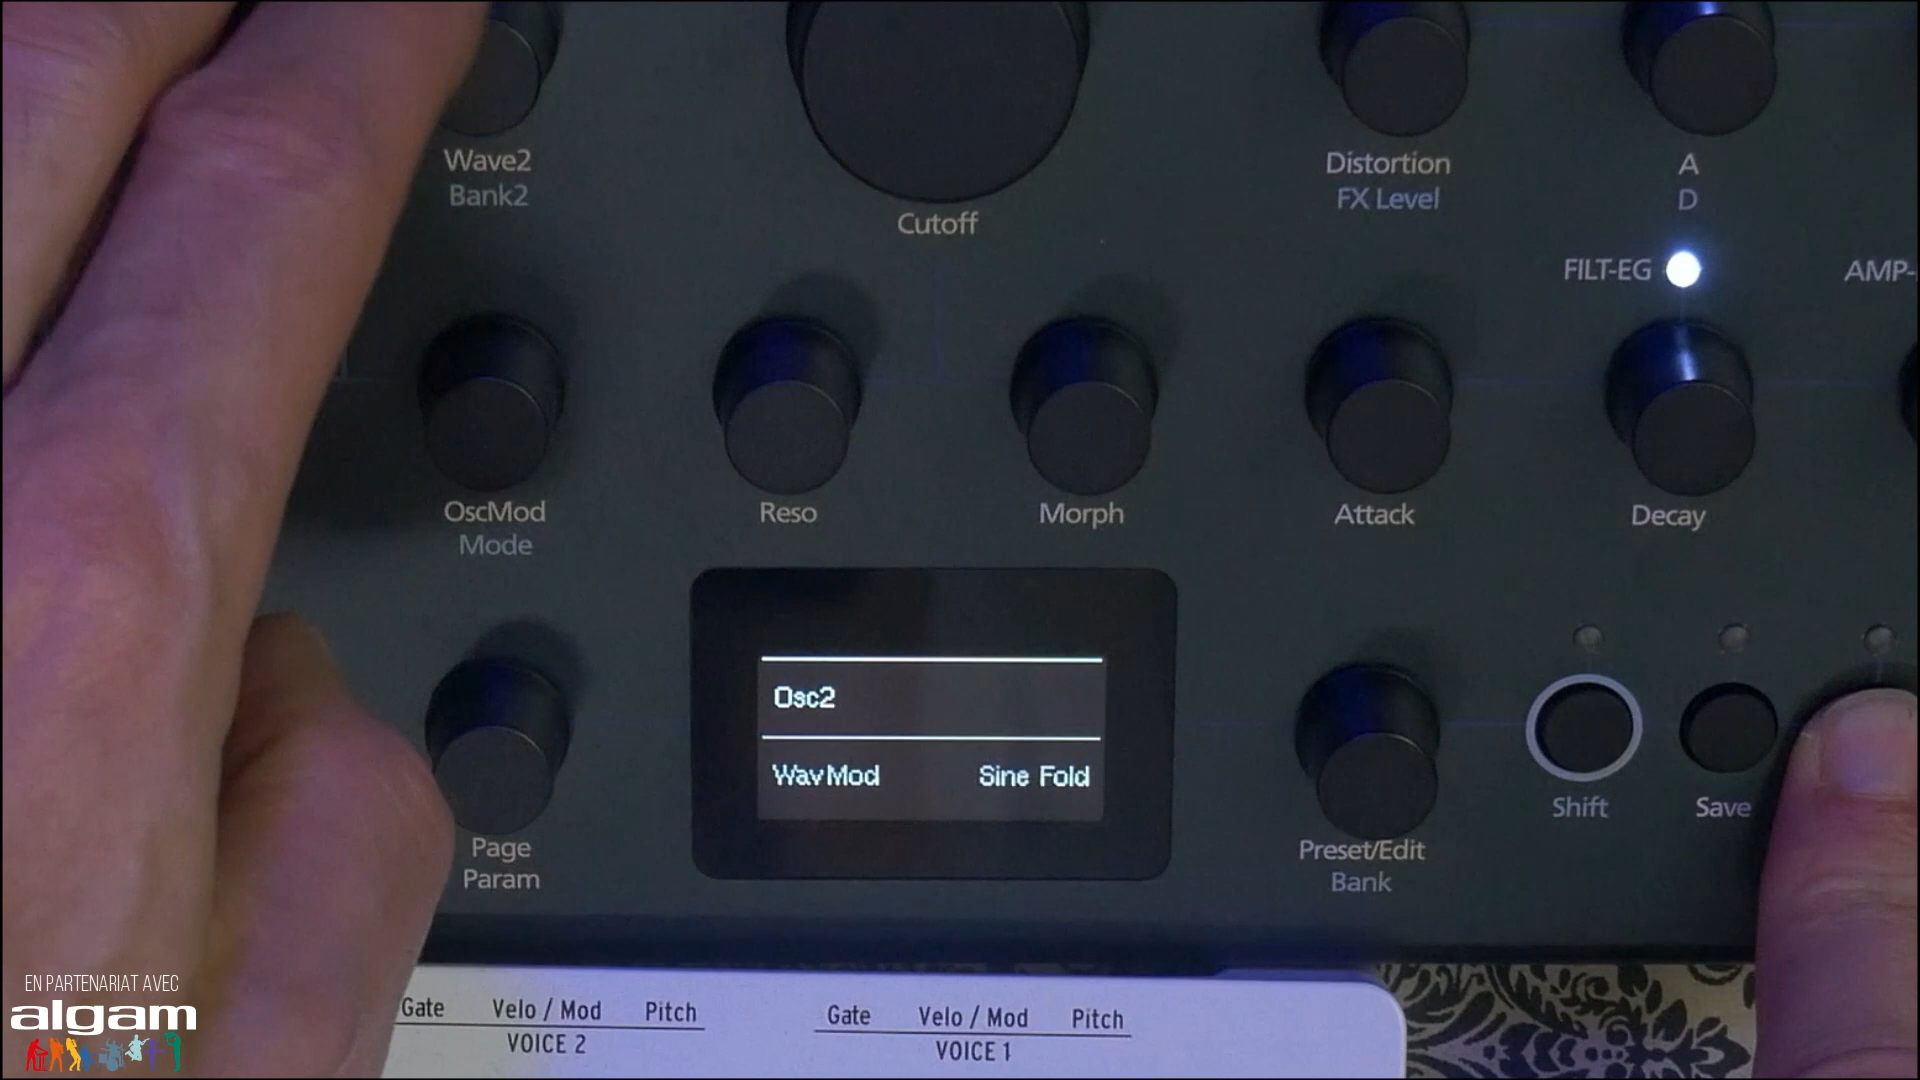 Wave2
Bank2
Cutoff
Distortion
FX Level
A
D
FILT-EG
AMP-
OscMod
Mode
Reso
Morph
Attack
Decay
Osc2
WavMod Sine Fold
Page
Param
Preset/Edit
Bank
Shift
Save
EN PARTENARIAT AVEC
algam
Gate Velo / Mod Pitch
VOICE 2
Gate Velo / Mod Pitch
VOICE 1